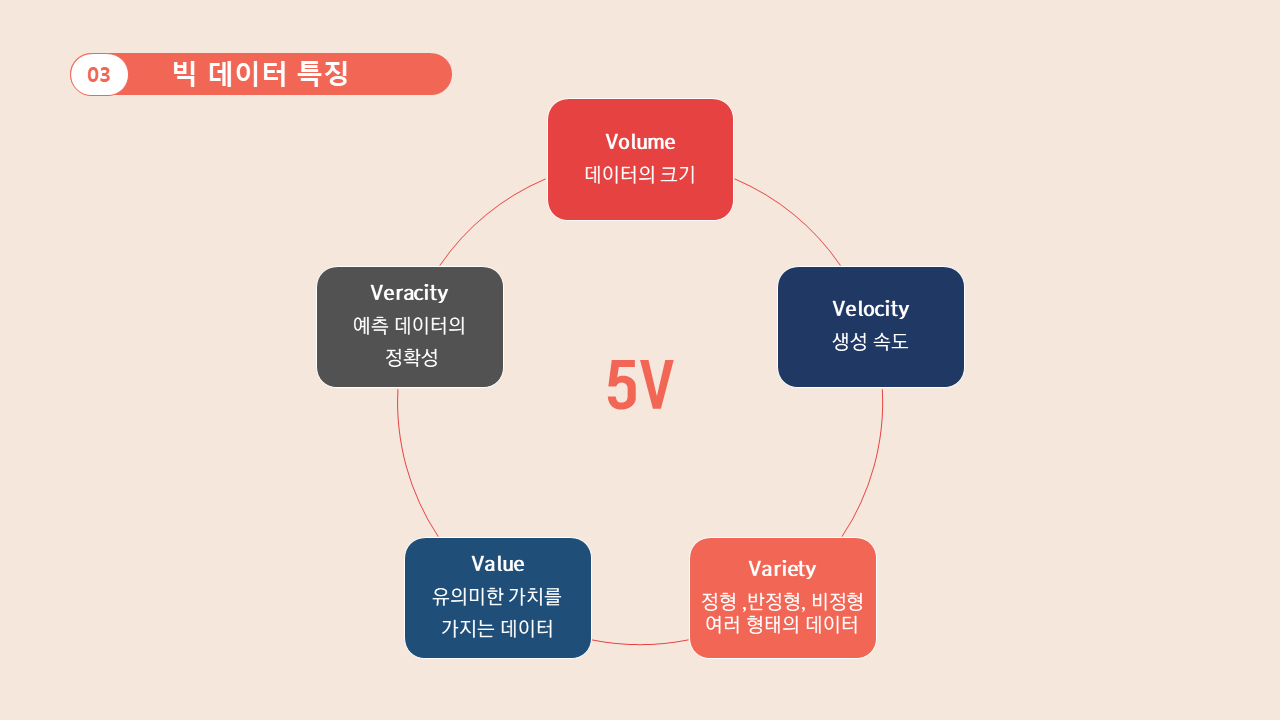 03
빅 데이터 특징
Volume
데이터의 크기
Veracity
예측 데이터의
정확성
Velocity
생성 속도
5V
Value
유의미한 가치를
가지는 데이터
Variety
정형 ,반정형, 비정형
여러 형태의 데이터